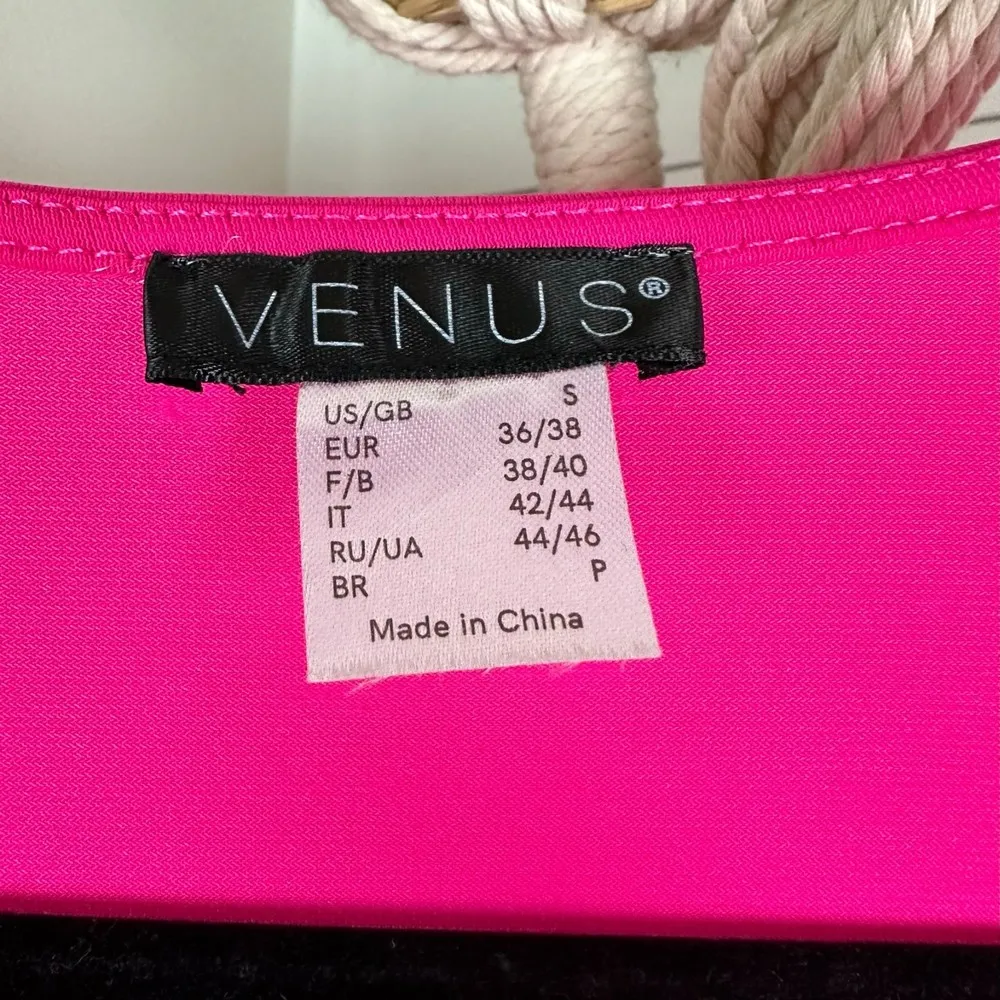 VENUS®
US/GB S
EUR 36/38
F/B 38/40
IT 42/44
RU/UA 44/46
BR P
Made in China